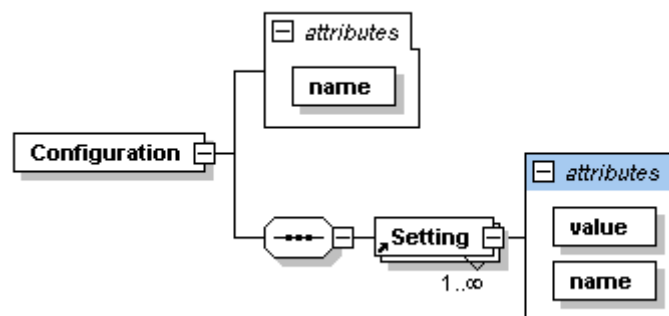 attributes
name
Configuration
attributes
Setting
value
1..∞
name